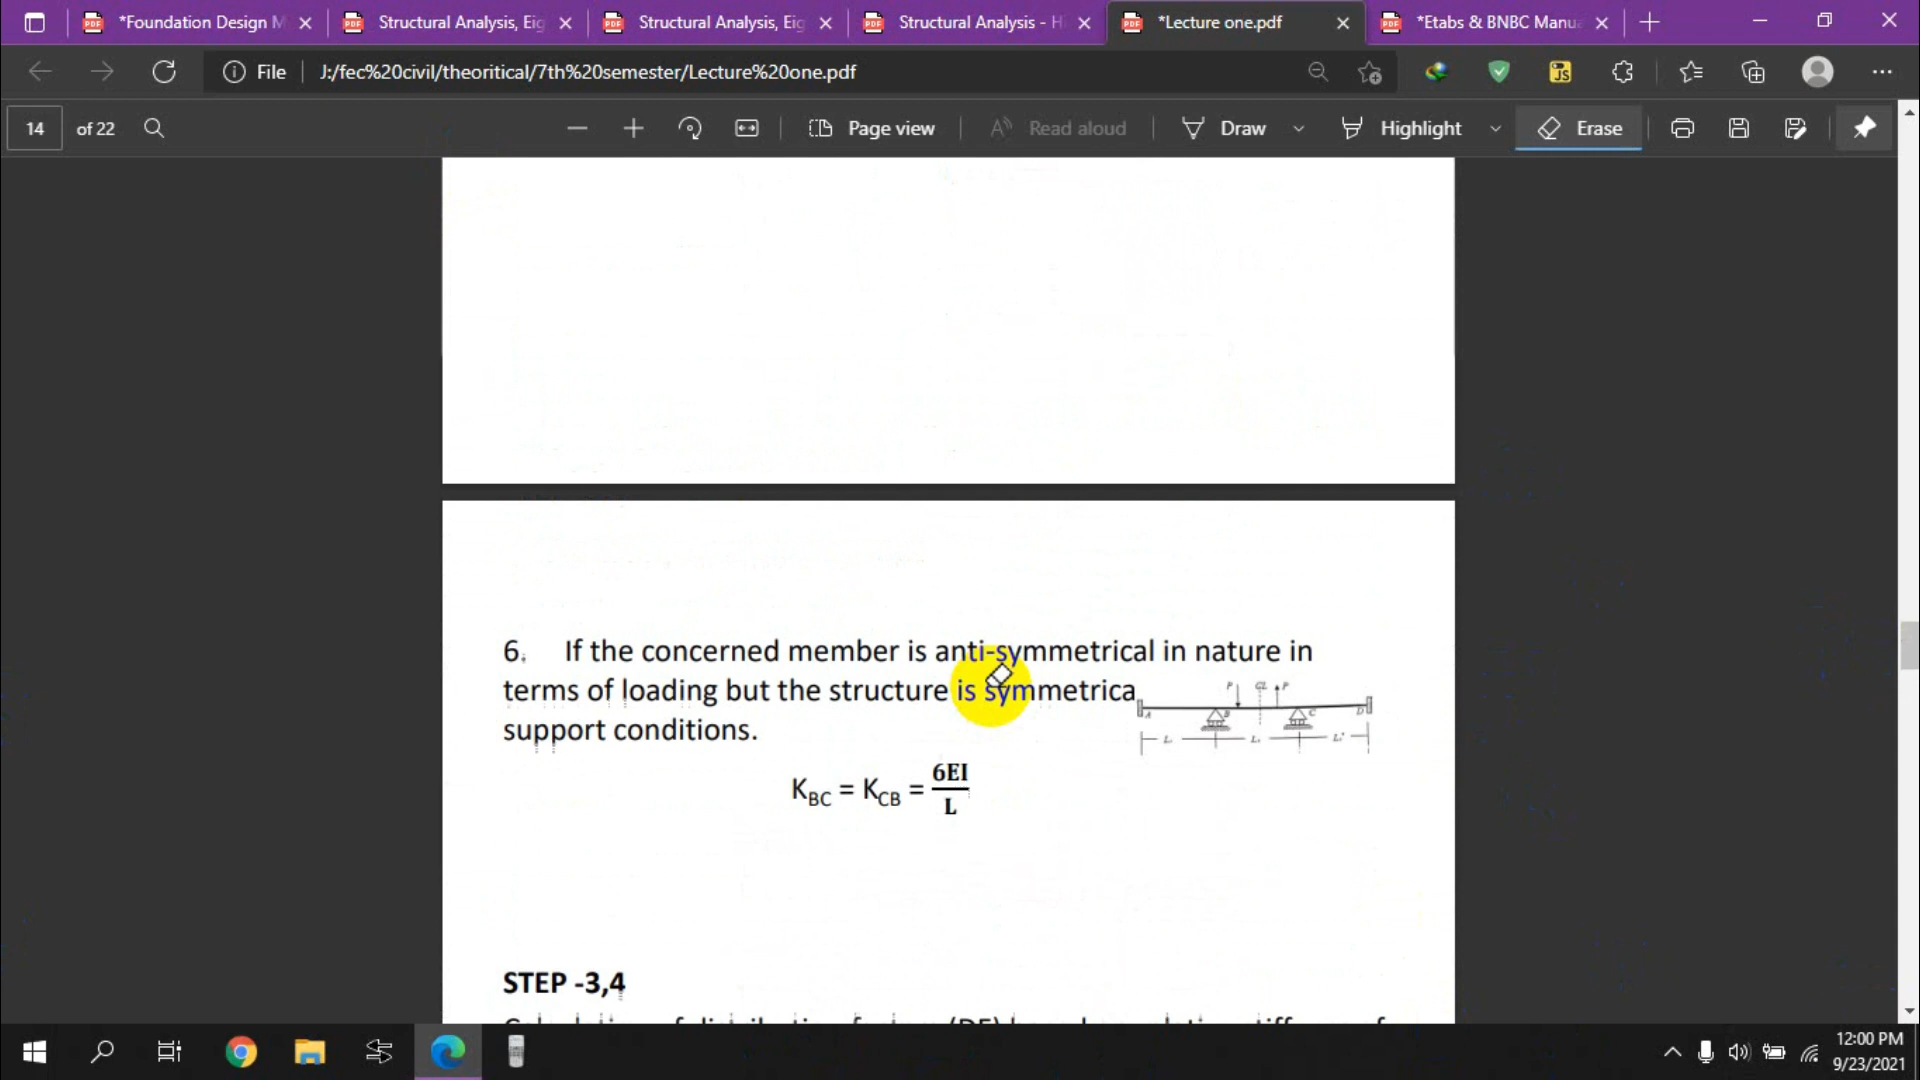 *Foundation Design M
Structural Analysis, Eig
Structural Analysis, Eig
Structural Analysis - Hi
*Lecture one.pdf
*Etabs & BNBC Manua
File
J:/fec%20civil/theoritical/7th%20semester/Lecture%20one.pdf
14 of 22
Page view
Read aloud
Draw
Highlight
Erase
6. If the concerned member is anti-symmetrical in nature in
terms of loading but the structure is symmetrica
support conditions.
P CL P
A B C D
L L L'
K_BC = K_CB = 6EI/L
STEP -3,4
12:00 PM
9/23/2021